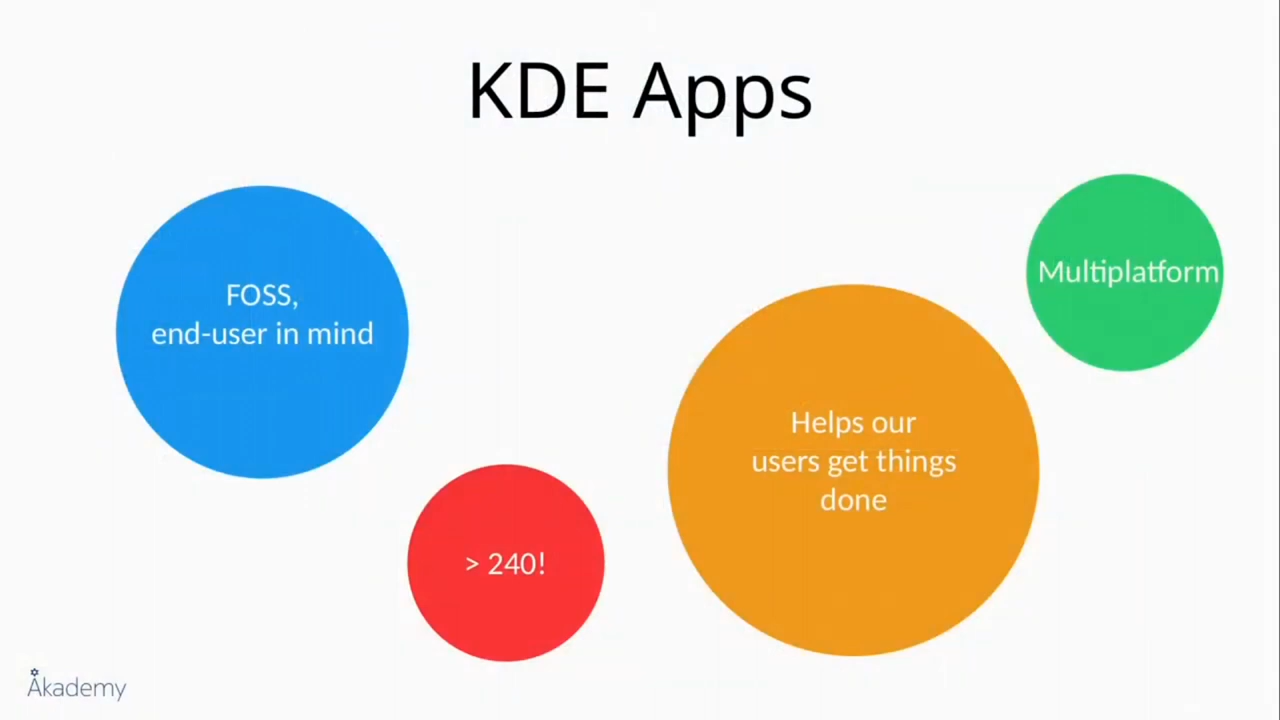 KDE Apps
FOSS,
end-user in mind
> 240!
Helps our
users get things
done
Multiplatform
Akademy